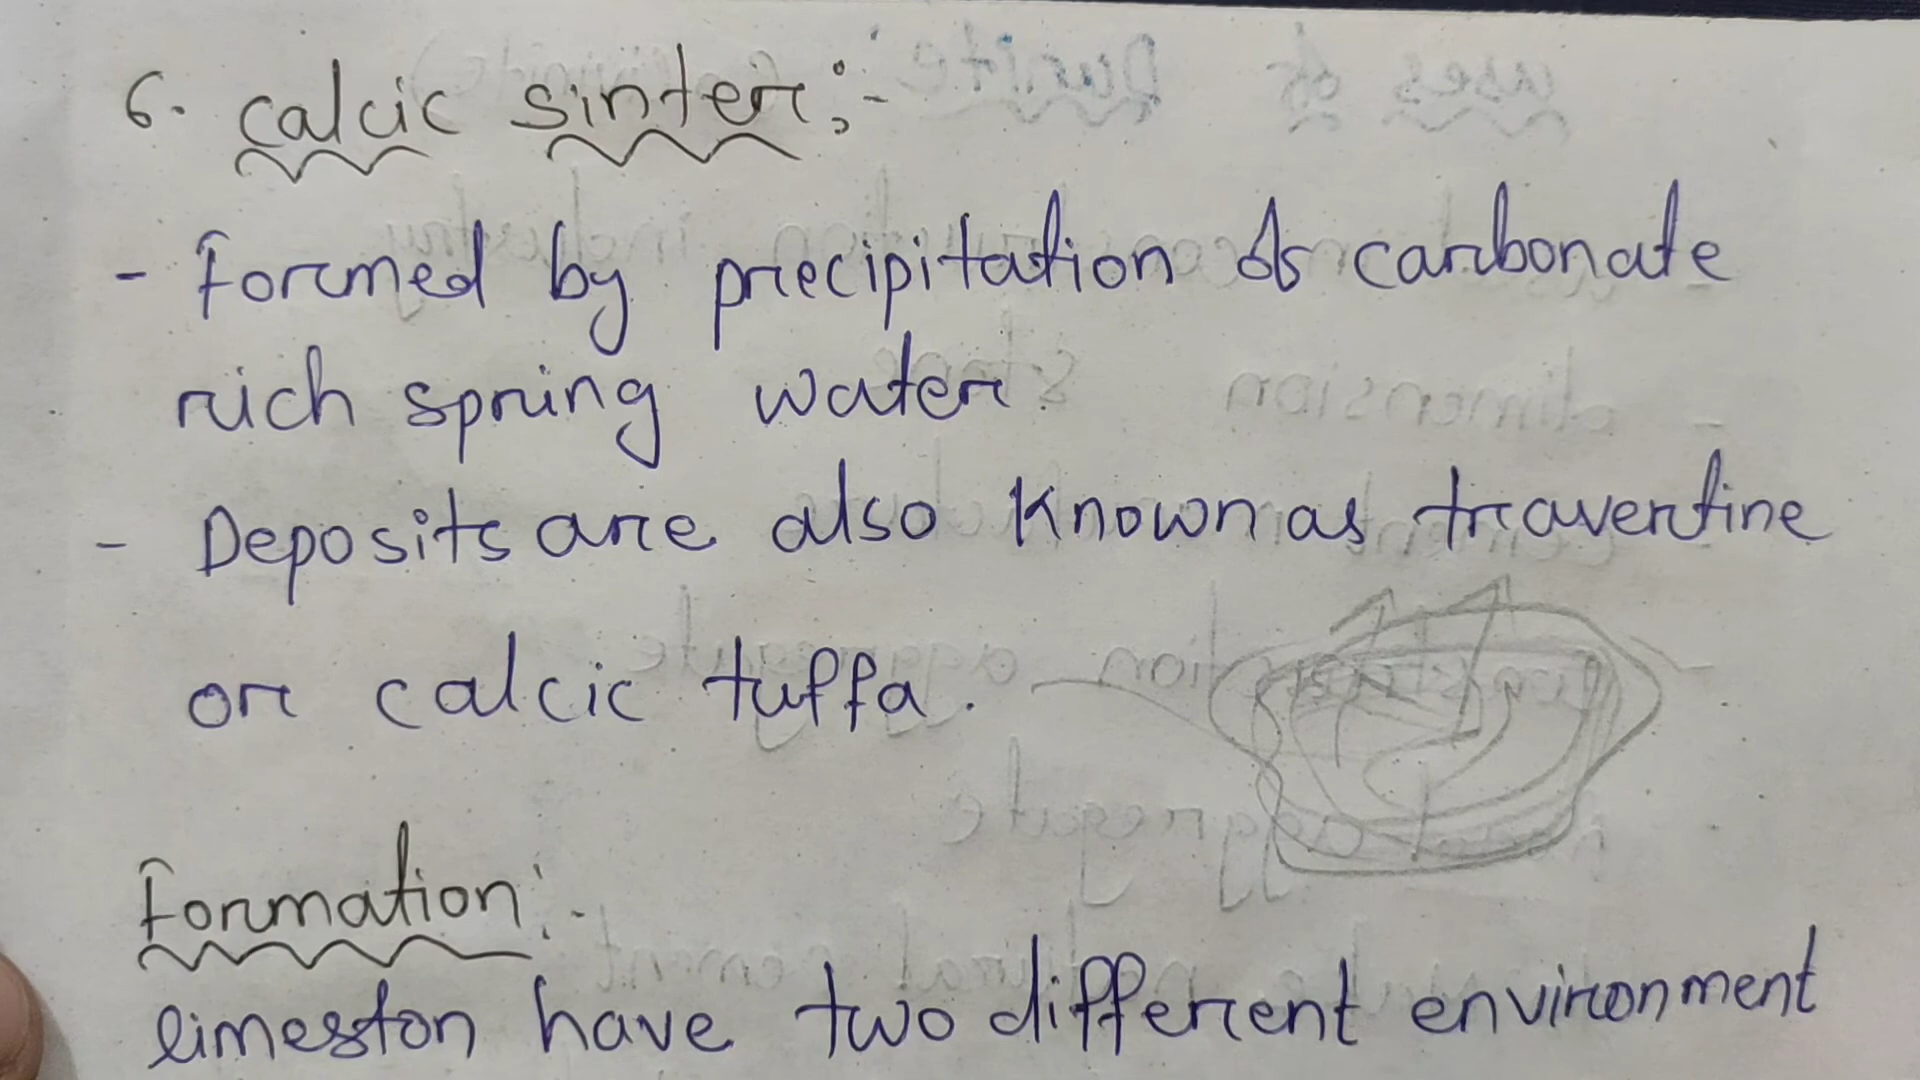 6. calcic sinter:-
- Formed by precipitation of carbonate
rich spring water.
- Deposits are also known as travertine
or calcic tuffa.
Formation:-
limeston have two different environment